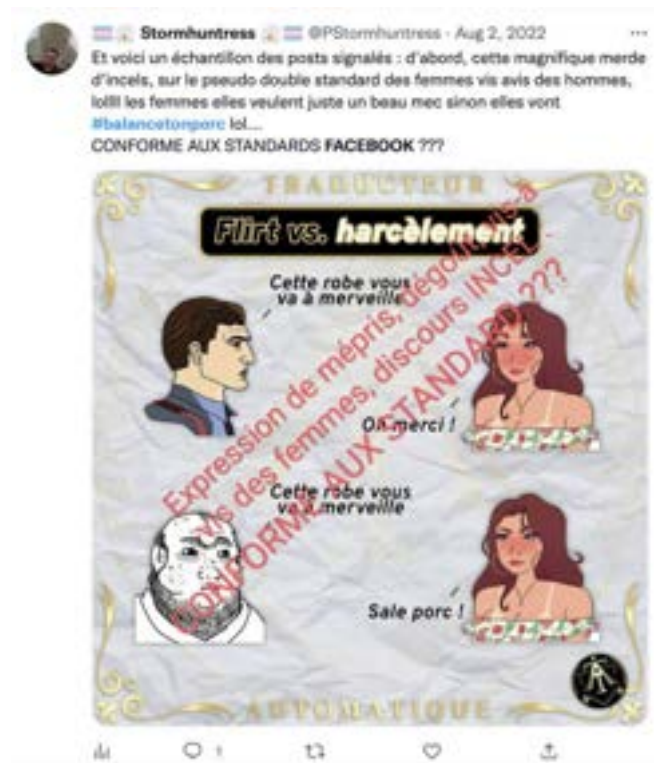 Stormhuntress @PStormhuntress · Aug 2, 2022
Et voici un échantillon des posts signalés : d'abord, cette magnifique merde
d'incels, sur le pseudo double standard des femmes vis avis des hommes,
lollll les femmes elles veulent juste un beau mec sinon elles vont
#balancetonporc lol....
CONFORME AUX STANDARDS FACEBOOK ???
TRADUCTEUR
Flirt vs. harcèlement
Cette robe vous
va à merveille
Oh merci !
Expression de mépris, dégoût vis-à
vis des femmes, discours INCEL...
CONFORME AUX STANDARD ???
Cette robe vous
va à merveille
Sale porc !
AUTOMATIQUE
1